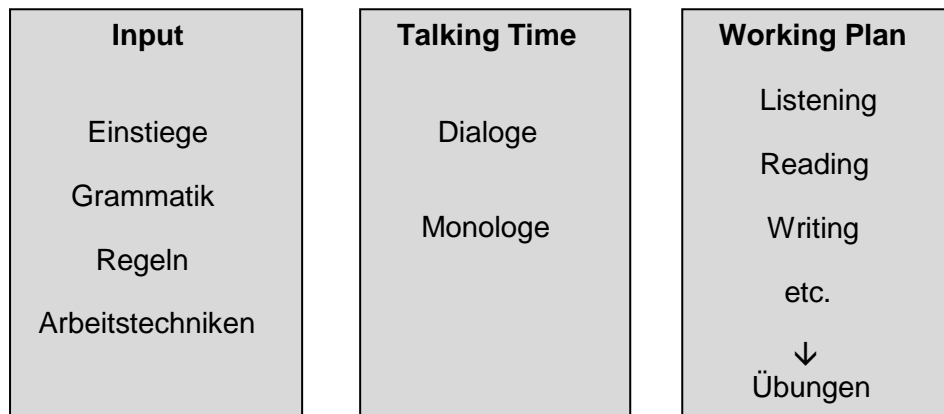 Input
Einstiege
Grammatik
Regeln
Arbeitstechniken
Talking Time
Dialoge
Monologe
Working Plan
Listening
Reading
Writing
etc.
↓
Übungen